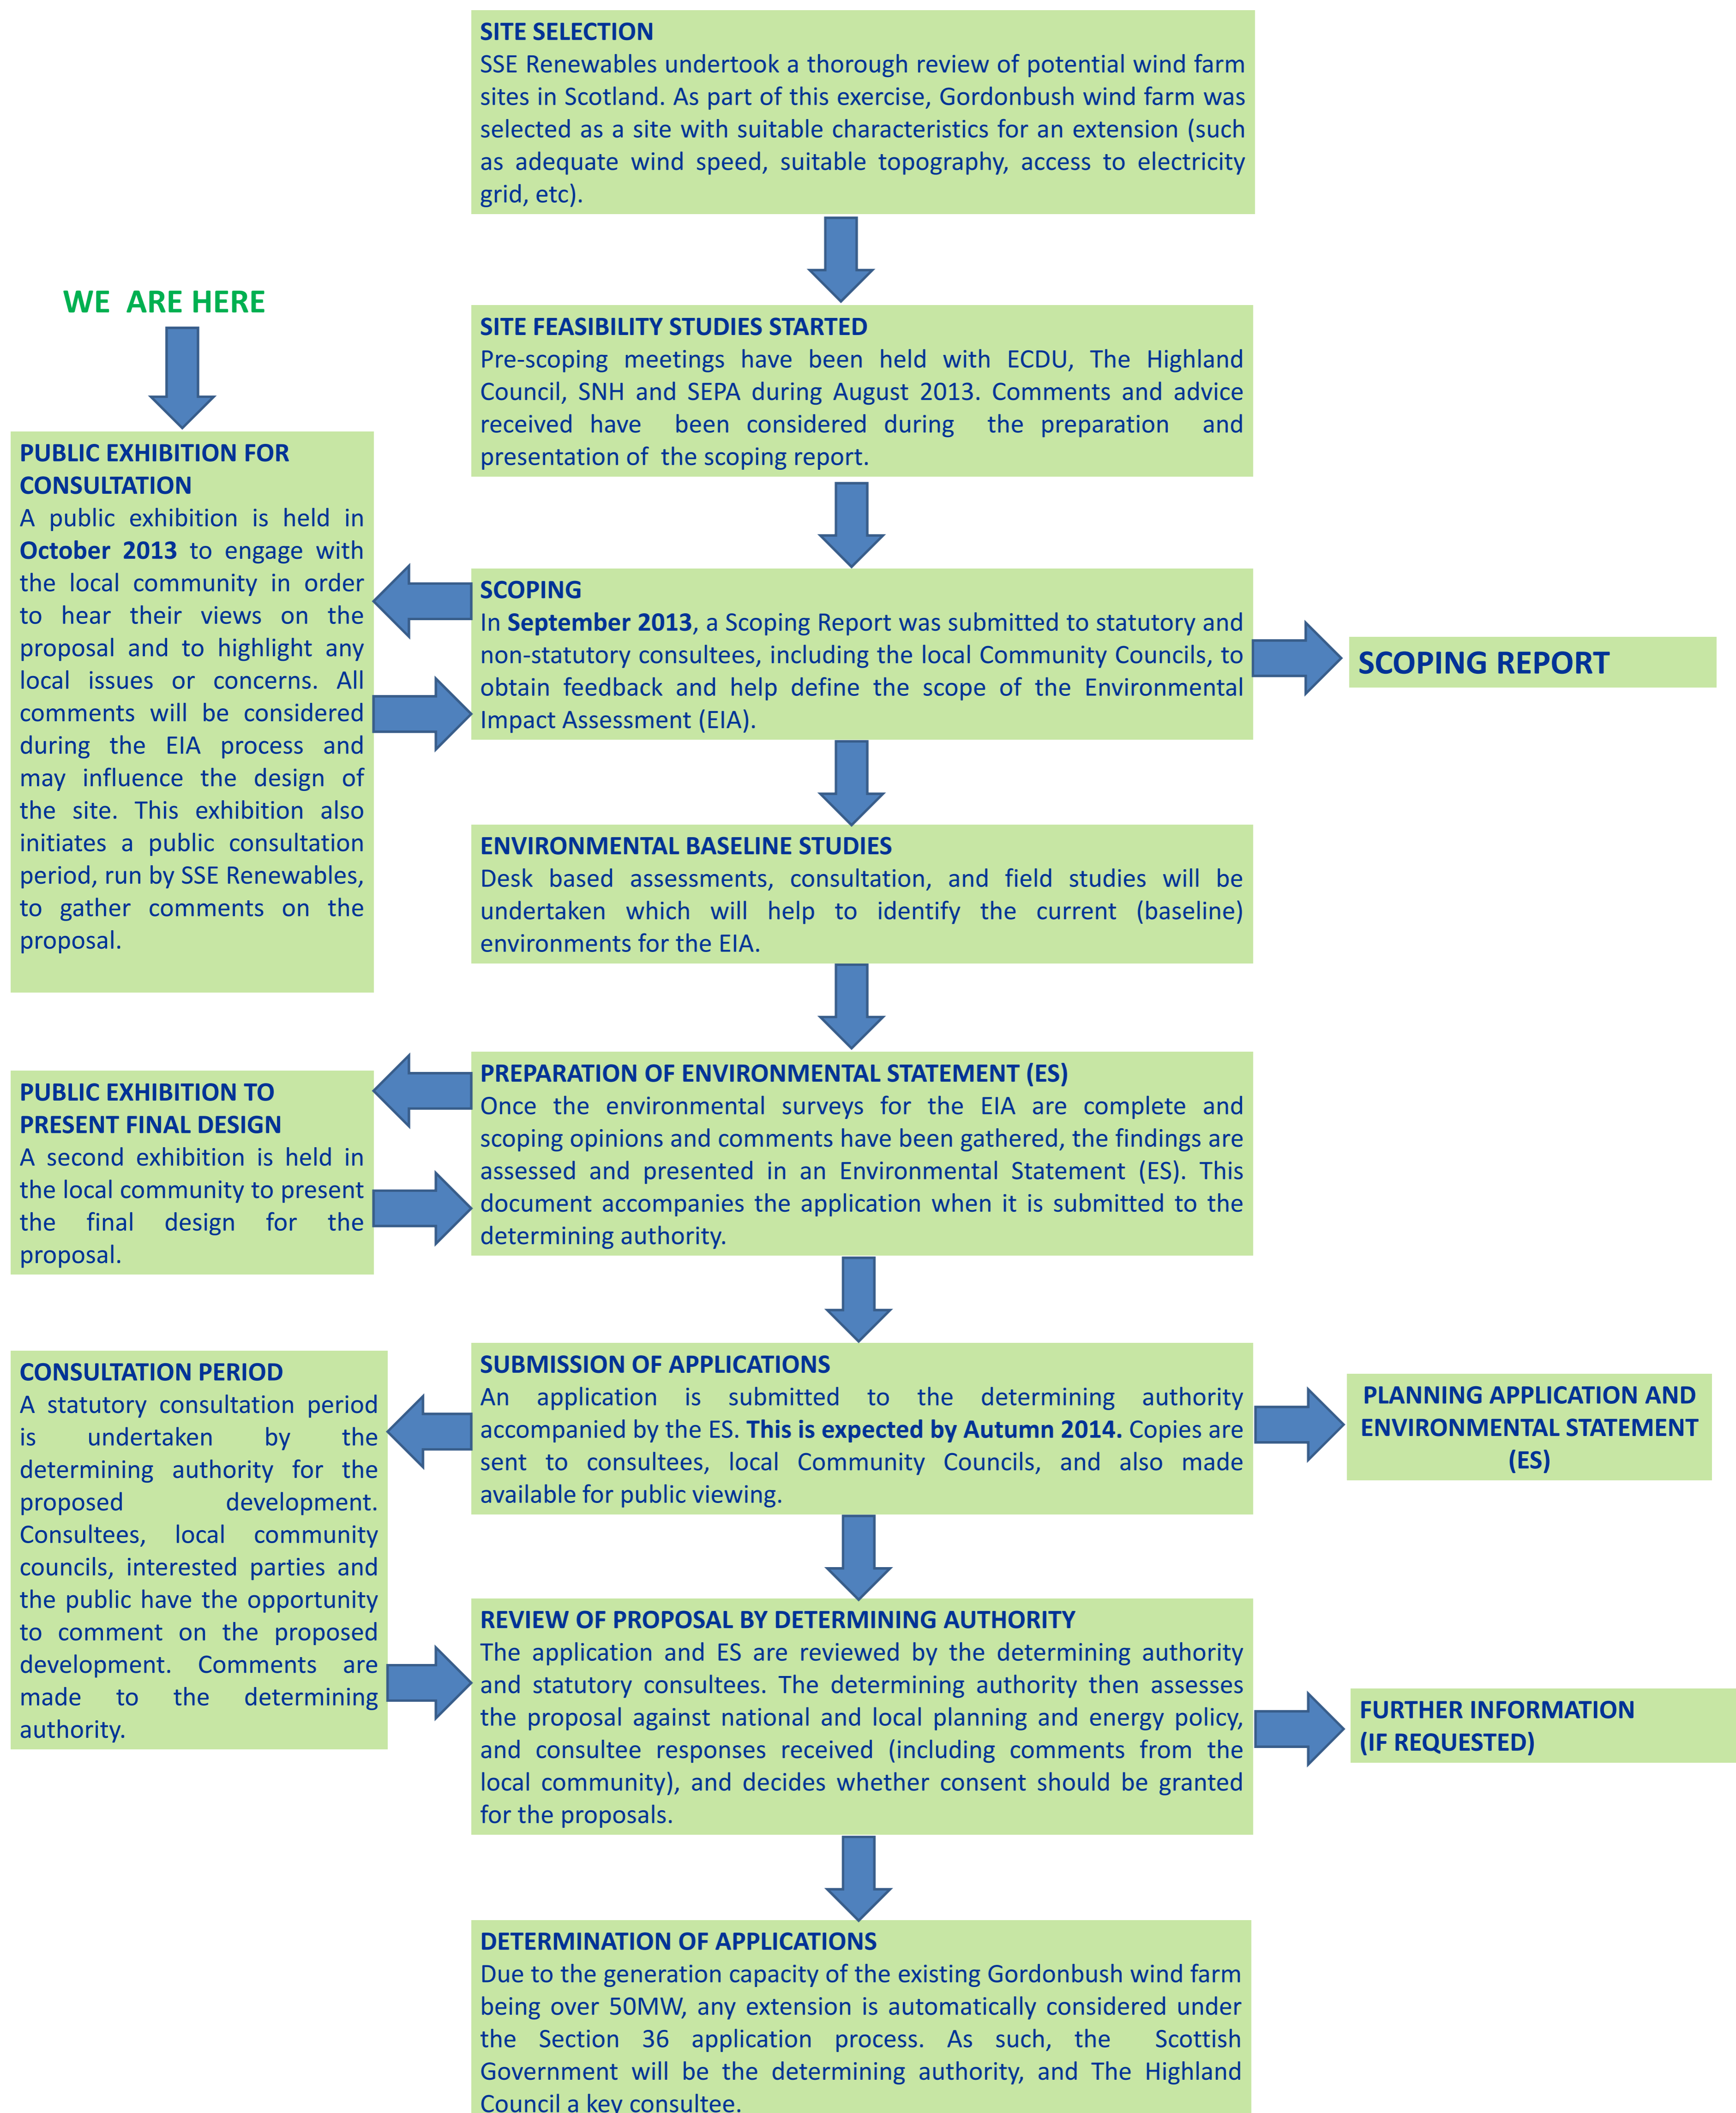 SITE SELECTION
SSE Renewables undertook a thorough review of potential wind farm
sites in Scotland. As part of this exercise, Gordonbush wind farm was
selected as a site with suitable characteristics for an extension (such
as adequate wind speed, suitable topography, access to electricity
grid, etc).
WE ARE HERE
SITE FEASIBILITY STUDIES STARTED
Pre-scoping meetings have been held with ECDU, The Highland
Council, SNH and SEPA during August 2013. Comments and advice
received have been considered during the preparation and
presentation of the scoping report.
PUBLIC EXHIBITION FOR
CONSULTATION
A public exhibition is held in
October 2013 to engage with
the local community in order
to hear their views on the
proposal and to highlight any
local issues or concerns. All
comments will be considered
during the EIA process and
may influence the design of
the site. This exhibition also
initiates a public consultation
period, run by SSE Renewables,
to gather comments on the
proposal.
SCOPING
In September 2013, a Scoping Report was submitted to statutory and
non-statutory consultees, including the local Community Councils, to
obtain feedback and help define the scope of the Environmental
Impact Assessment (EIA).
SCOPING REPORT
ENVIRONMENTAL BASELINE STUDIES
Desk based assessments, consultation, and field studies will be
undertaken which will help to identify the current (baseline)
environments for the EIA.
PUBLIC EXHIBITION TO
PRESENT FINAL DESIGN
A second exhibition is held in
the local community to present
the final design for the
proposal.
PREPARATION OF ENVIRONMENTAL STATEMENT (ES)
Once the environmental surveys for the EIA are complete and
scoping opinions and comments have been gathered, the findings are
assessed and presented in an Environmental Statement (ES). This
document accompanies the application when it is submitted to the
determining authority.
CONSULTATION PERIOD
A statutory consultation period
is undertaken by the
determining authority for the
proposed development.
Consultees, local community
councils, interested parties and
the public have the opportunity
to comment on the proposed
development. Comments are
made to the determining
authority.
SUBMISSION OF APPLICATIONS
An application is submitted to the determining authority
accompanied by the ES. This is expected by Autumn 2014. Copies are
sent to consultees, local Community Councils, and also made
available for public viewing.
PLANNING APPLICATION AND
ENVIRONMENTAL STATEMENT
(ES)
REVIEW OF PROPOSAL BY DETERMINING AUTHORITY
The application and ES are reviewed by the determining authority
and statutory consultees. The determining authority then assesses
the proposal against national and local planning and energy policy,
and consultee responses received (including comments from the
local community), and decides whether consent should be granted
for the proposals.
FURTHER INFORMATION
(IF REQUESTED)
DETERMINATION OF APPLICATIONS
Due to the generation capacity of the existing Gordonbush wind farm
being over 50MW, any extension is automatically considered under
the Section 36 application process. As such, the Scottish
Government will be the determining authority, and The Highland
Council a key consultee.